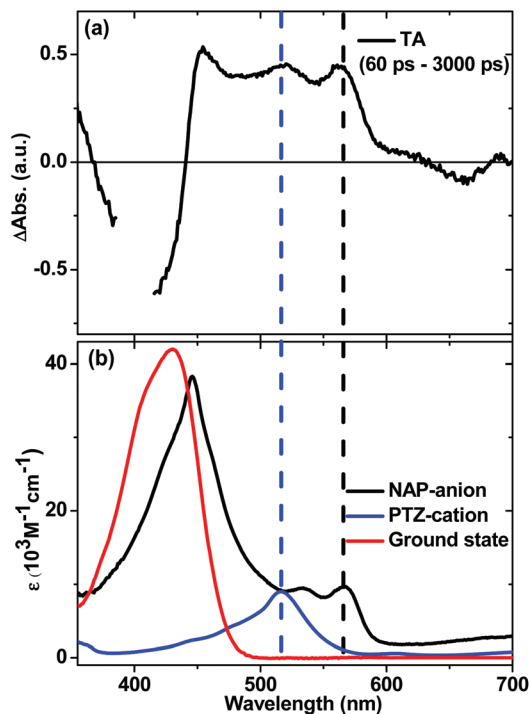 (a)
TA
(60 ps - 3000 ps)
0.5
0.0
-0.5
ΔAbs. (a.u.)
(b)
40
20
0
ε (10³M⁻¹cm⁻¹)
NAP-anion
PTZ-cation
Ground state
400 500 600 700
Wavelength (nm)